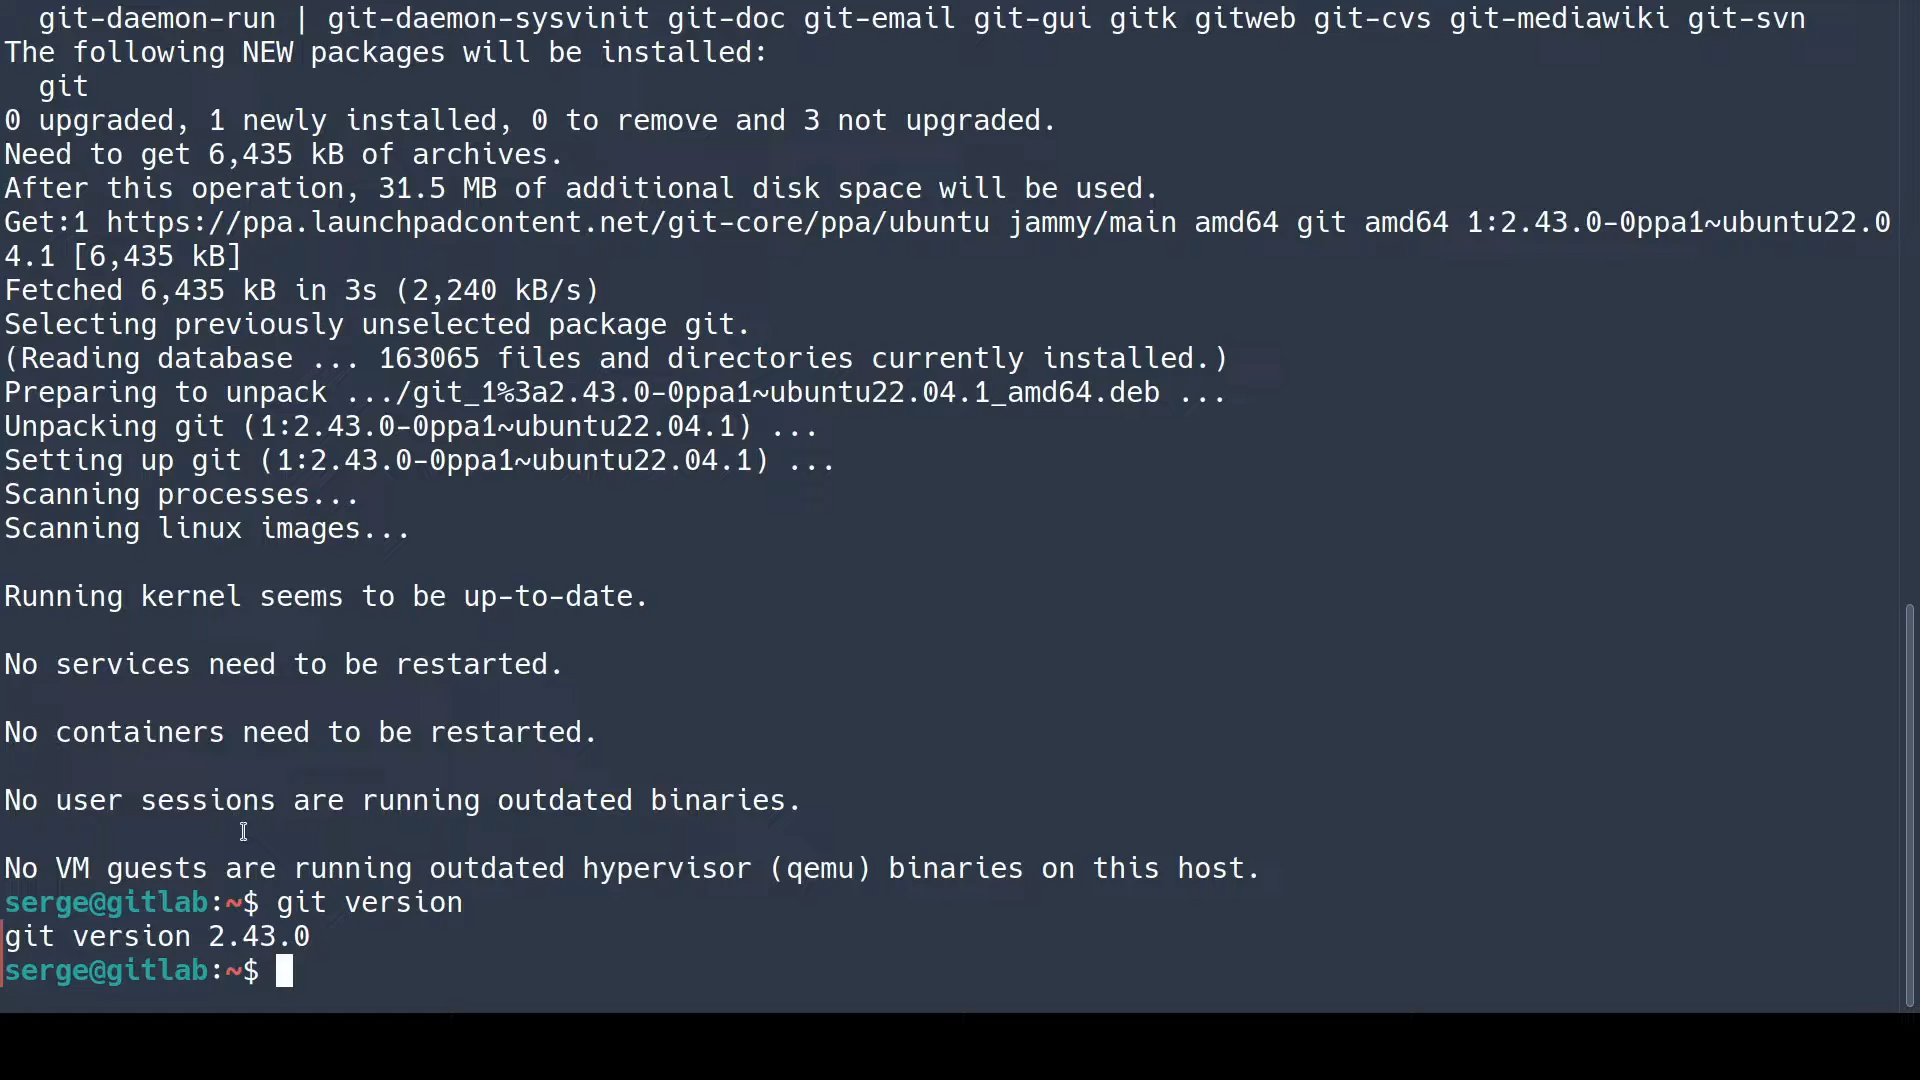 git-daemon-run | git-daemon-sysvinit git-doc git-email git-gui gitk gitweb git-cvs git-mediawiki git-svn
The following NEW packages will be installed:
git
0 upgraded, 1 newly installed, 0 to remove and 3 not upgraded.
Need to get 6,435 kB of archives.
After this operation, 31.5 MB of additional disk space will be used.
Get:1 https://ppa.launchpadcontent.net/git-core/ppa/ubuntu jammy/main amd64 git amd64 1:2.43.0-0ppa1~ubuntu22.0
4.1 [6,435 kB]
Fetched 6,435 kB in 3s (2,240 kB/s)
Selecting previously unselected package git.
(Reading database ... 163065 files and directories currently installed.)
Preparing to unpack .../git_1%3a2.43.0-0ppa1~ubuntu22.04.1_amd64.deb ...
Unpacking git (1:2.43.0-0ppa1~ubuntu22.04.1) ...
Setting up git (1:2.43.0-0ppa1~ubuntu22.04.1) ...
Scanning processes...
Scanning linux images...
Running kernel seems to be up-to-date.
No services need to be restarted.
No containers need to be restarted.
No user sessions are running outdated binaries.
No VM guests are running outdated hypervisor (qemu) binaries on this host.
serge@gitlab:~$ git version
git version 2.43.0
serge@gitlab:~$